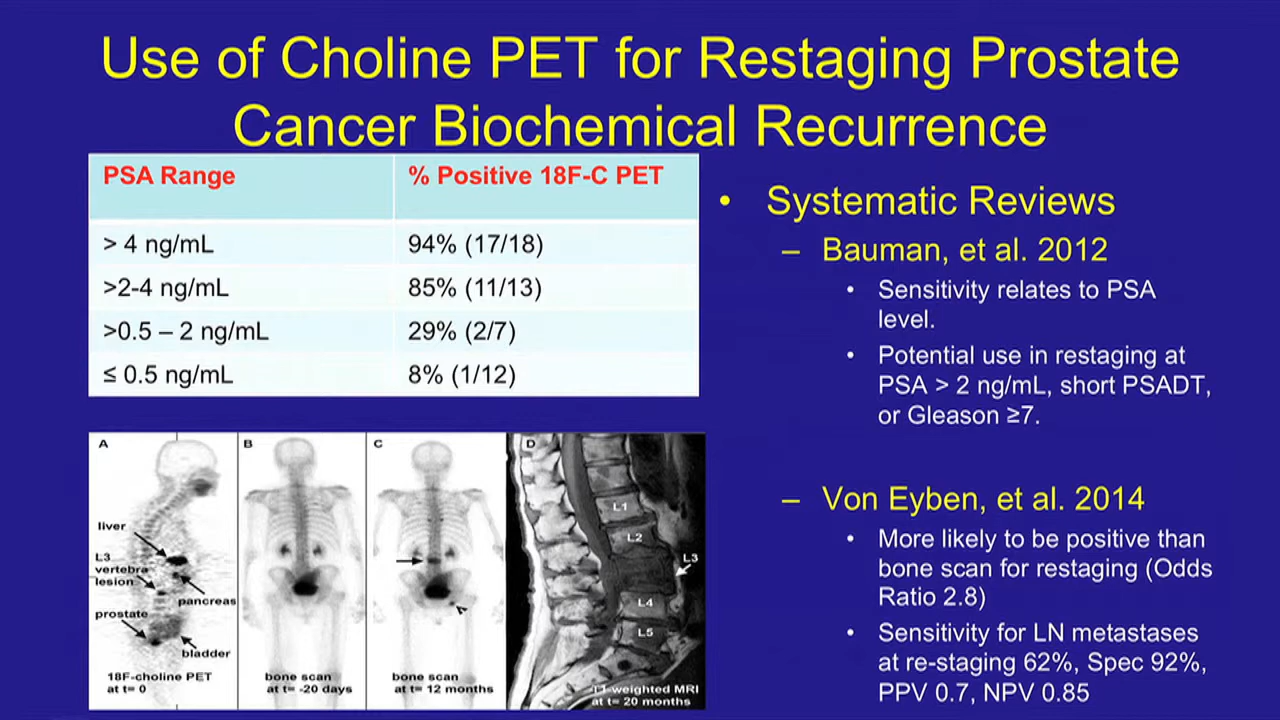 Use of Choline PET for Restaging Prostate
Cancer Biochemical Recurrence
PSA Range % Positive 18F-C PET
> 4 ng/mL 94% (17/18)
>2-4 ng/mL 85% (11/13)
>0.5 – 2 ng/mL 29% (2/7)
≤ 0.5 ng/mL 8% (1/12)
• Systematic Reviews
– Bauman, et al. 2012
• Sensitivity relates to PSA
level.
• Potential use in restaging at
PSA > 2 ng/mL, short PSADT,
or Gleason ≥7.
– Von Eyben, et al. 2014
• More likely to be positive than
bone scan for restaging (Odds
Ratio 2.8)
• Sensitivity for LN metastases
at re-staging 62%, Spec 92%,
PPV 0.7, NPV 0.85
A
liver
L3
vertebra
lesion
pancreas
prostate
bladder
18F-choline PET
at t= 0
B
bone scan
at t= -20 days
C
bone scan
at t= 12 months
D
L1
L2
L3
L4
L5
T1-weighted MRI
at t= 20 months